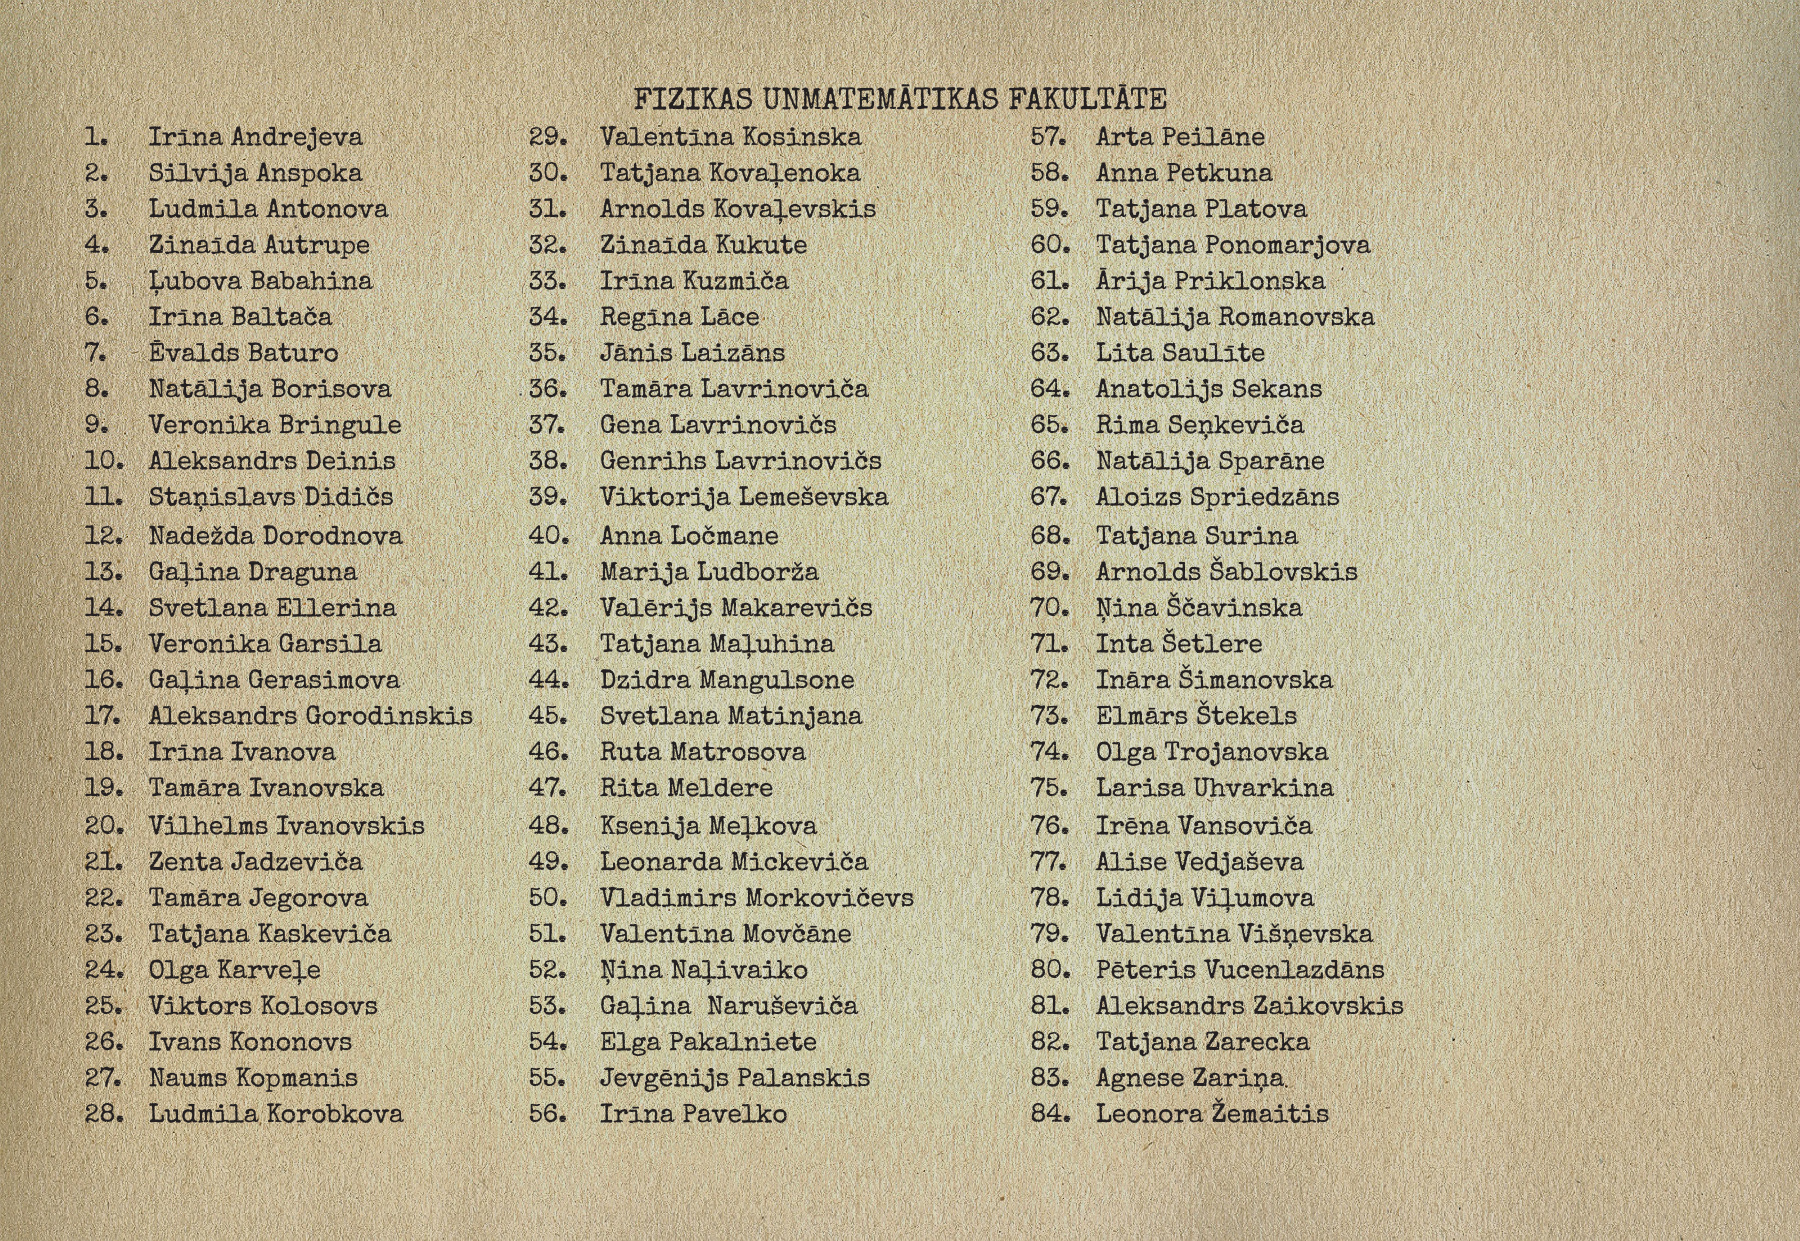 FIZIKAS UNMATEMĀTIKAS FAKULTĀTE
1. Irīna Andrejeva
2. Silvija Anspoka
3. Ludmila Antonova
4. Zinaīda Autrupe
5. Ļubova Babahina
6. Irīna Baltača
7. Ēvalds Baturo
8. Natālija Borisova
9. Veronika Bringule
10. Aleksandrs Deinis
11. Staņislavs Didičs
12. Nadežda Dorodnova
13. Gaļina Draguna
14. Svetlana Ellerina
15. Veronika Garsila
16. Gaļina Gerasimova
17. Aleksandrs Gorodinskis
18. Irīna Ivanova
19. Tamāra Ivanovska
20. Vilhelms Ivanovskis
21. Zenta Jadzeviča
22. Tamāra Jegorova
23. Tatjana Kaskeviča
24. Olga Karveļe
25. Viktors Kolosovs
26. Ivans Kononovs
27. Naums Kopmanis
28. Ludmila Korobkova
29. Valentīna Kosinska
30. Tatjana Kovaļenoka
31. Arnolds Kovaļevskis
32. Zinaīda Kukute
33. Irīna Kuzmiča
34. Regīna Lāce
35. Jānis Laizāns
36. Tamāra Lavrinoviča
37. Gena Lavrinovičs
38. Genrihs Lavrinovičs
39. Viktorija Lemeševska
40. Anna Ločmane
41. Marija Ludborža
42. Valērijs Makarevičs
43. Tatjana Maļuhina
44. Dzidra Mangulsone
45. Svetlana Matinjana
46. Ruta Matrosova
47. Rita Meldere
48. Ksenija Meļkova
49. Leonarda Mickeviča
50. Vladimirs Morkovičevs
51. Valentīna Movčāne
52. Ņina Naļivaiko
53. Gaļina Naruševiča
54. Elga Pakalniete
55. Jevgēnijs Palanskis
56. Irīna Pavelko
57. Arta Peilāne
58. Anna Petkuna
59. Tatjana Platova
60. Tatjana Ponomarjova
61. Ārija Priklonska
62. Natālija Romanovska
63. Lita Saulīte
64. Anatolijs Sekans
65. Rima Seņkeviča
66. Natālija Sparāne
67. Aloizs Spriedzāns
68. Tatjana Surina
69. Arnolds Šablovskis
70. Ņina Ščavinska
71. Inta Šetlere
72. Ināra Šimanovska
73. Elmārs Štekels
74. Olga Trojanovska
75. Larisa Uhvarkina
76. Irēna Vansoviča
77. Alise Vedjaševa
78. Lidija Viļumova
79. Valentīna Višņevska
80. Pēteris Vucenlazdāns
81. Aleksandrs Zaikovskis
82. Tatjana Zarecka
83. Agnese Zariņa
84. Leonora Žemaitis